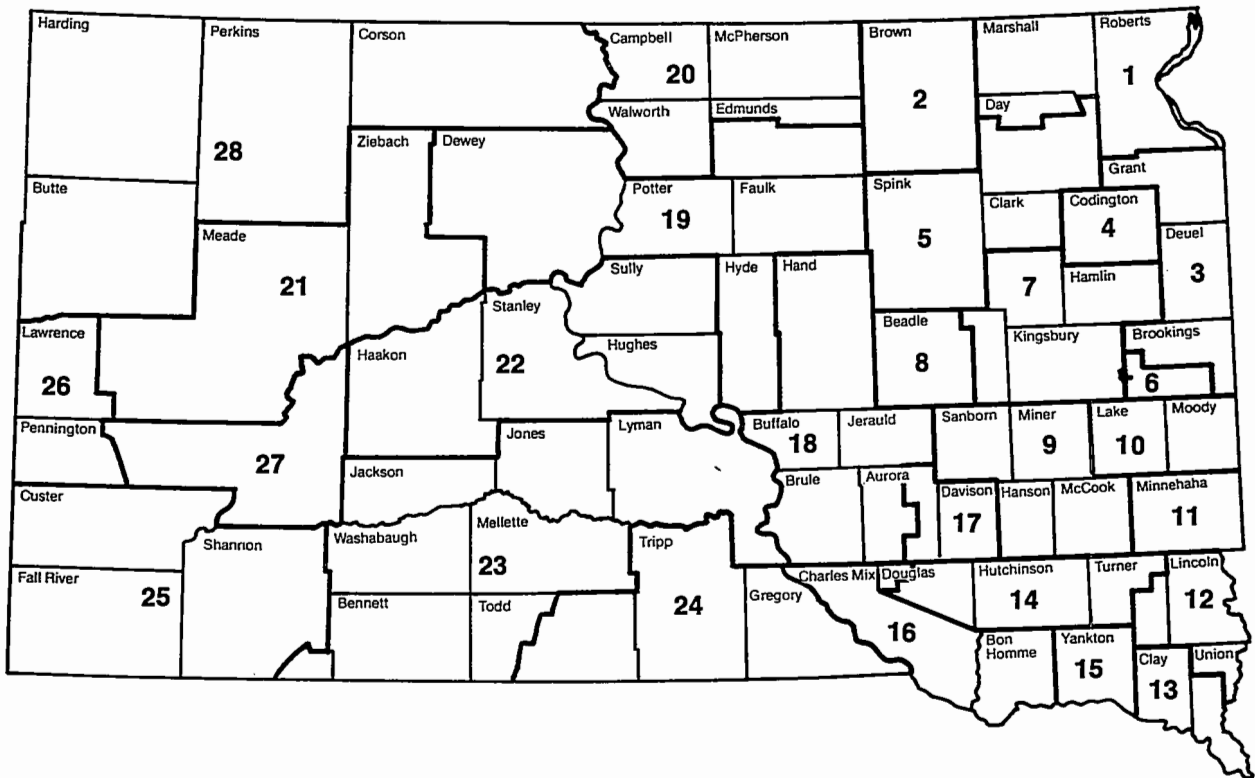 Harding
Perkins
Corson
Campbell
McPherson
Brown
Marshall
Roberts
20
1
2
Walworth
Edmunds
Day
28
Ziebach
Dewey
Grant
Butte
Potter
Faulk
Spink
Clark
Codington
19
4
Meade
5
Deuel
21
Sully
Hyde
Hand
7
Hamlin
3
Stanley
Lawrence
Beadle
Kingsbury
Brookings
Haakon
22
Hughes
8
26
6
Pennington
Jones
Lyman
Buffalo
Jerauld
Sanborn
Miner
Lake
Moody
18
9
10
27
Jackson
Brule
Aurora
Davison
Hanson
McCook
Minnehaha
Custer
17
11
Shannon
Washabaugh
Mellette
Tripp
23
Charles Mix
Douglas
Hutchinson
Turner
Lincoln
Fall River
25
Bennett
Todd
24
Gregory
14
12
16
Bon
Homme
Yankton
15
Clay
Union
13